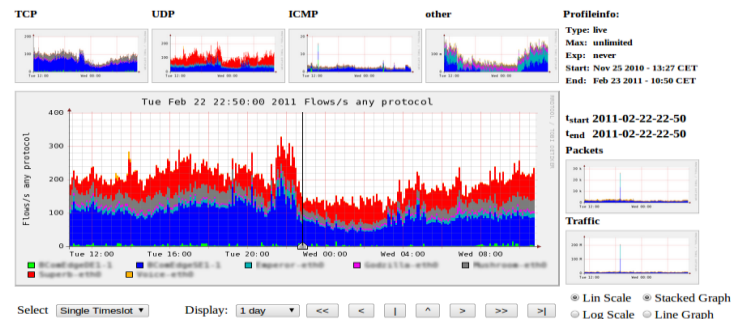 TCP
UDP
ICMP
other
Profileinfo:
Type: live
Max: unlimited
Exp: never
Start: Nov 25 2010 - 13:27 CET
End: Feb 23 2011 - 10:50 CET
Tue Feb 22 22:50:00 2011 Flows/s any protocol
Flows/s any protocol
400
300
200
100
0
Tue 12:00 Tue 16:00 Tue 20:00 Wed 00:00 Wed 04:00 Wed 08:00
tstart 2011-02-22-22-50
tend 2011-02-22-22-50
Packets
Traffic
Select Single Timeslot Display: 1 day << < | ^ > >> >|
Lin Scale Stacked Graph
Log Scale Line Graph